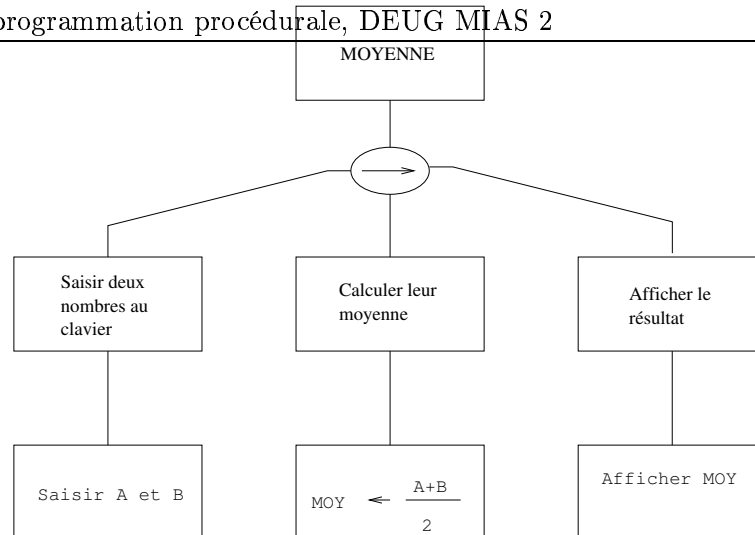 programmation procédurale, DEUG MIAS 2
MOYENNE
Saisir deux
nombres au
clavier
Calculer leur
moyenne
Afficher le
résultat
Saisir A et B
MOY ← A+B
2
Afficher MOY